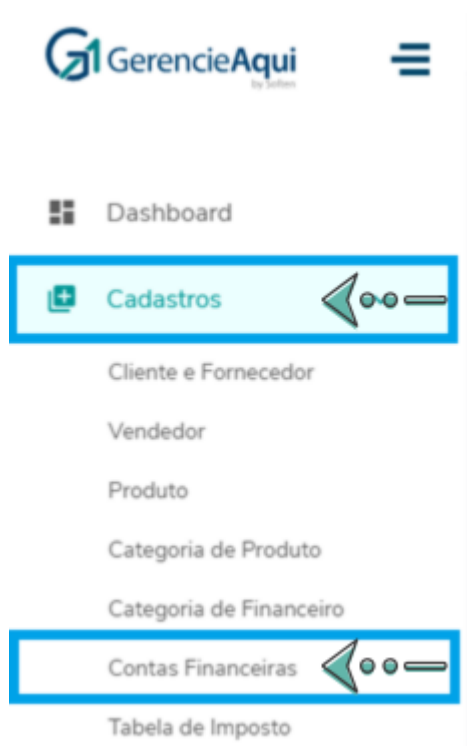 GerencieAqui
by Soften
Dashboard
Cadastros
Cliente e Fornecedor
Vendedor
Produto
Categoria de Produto
Categoria de Financeiro
Contas Financeiras
Tabela de Imposto